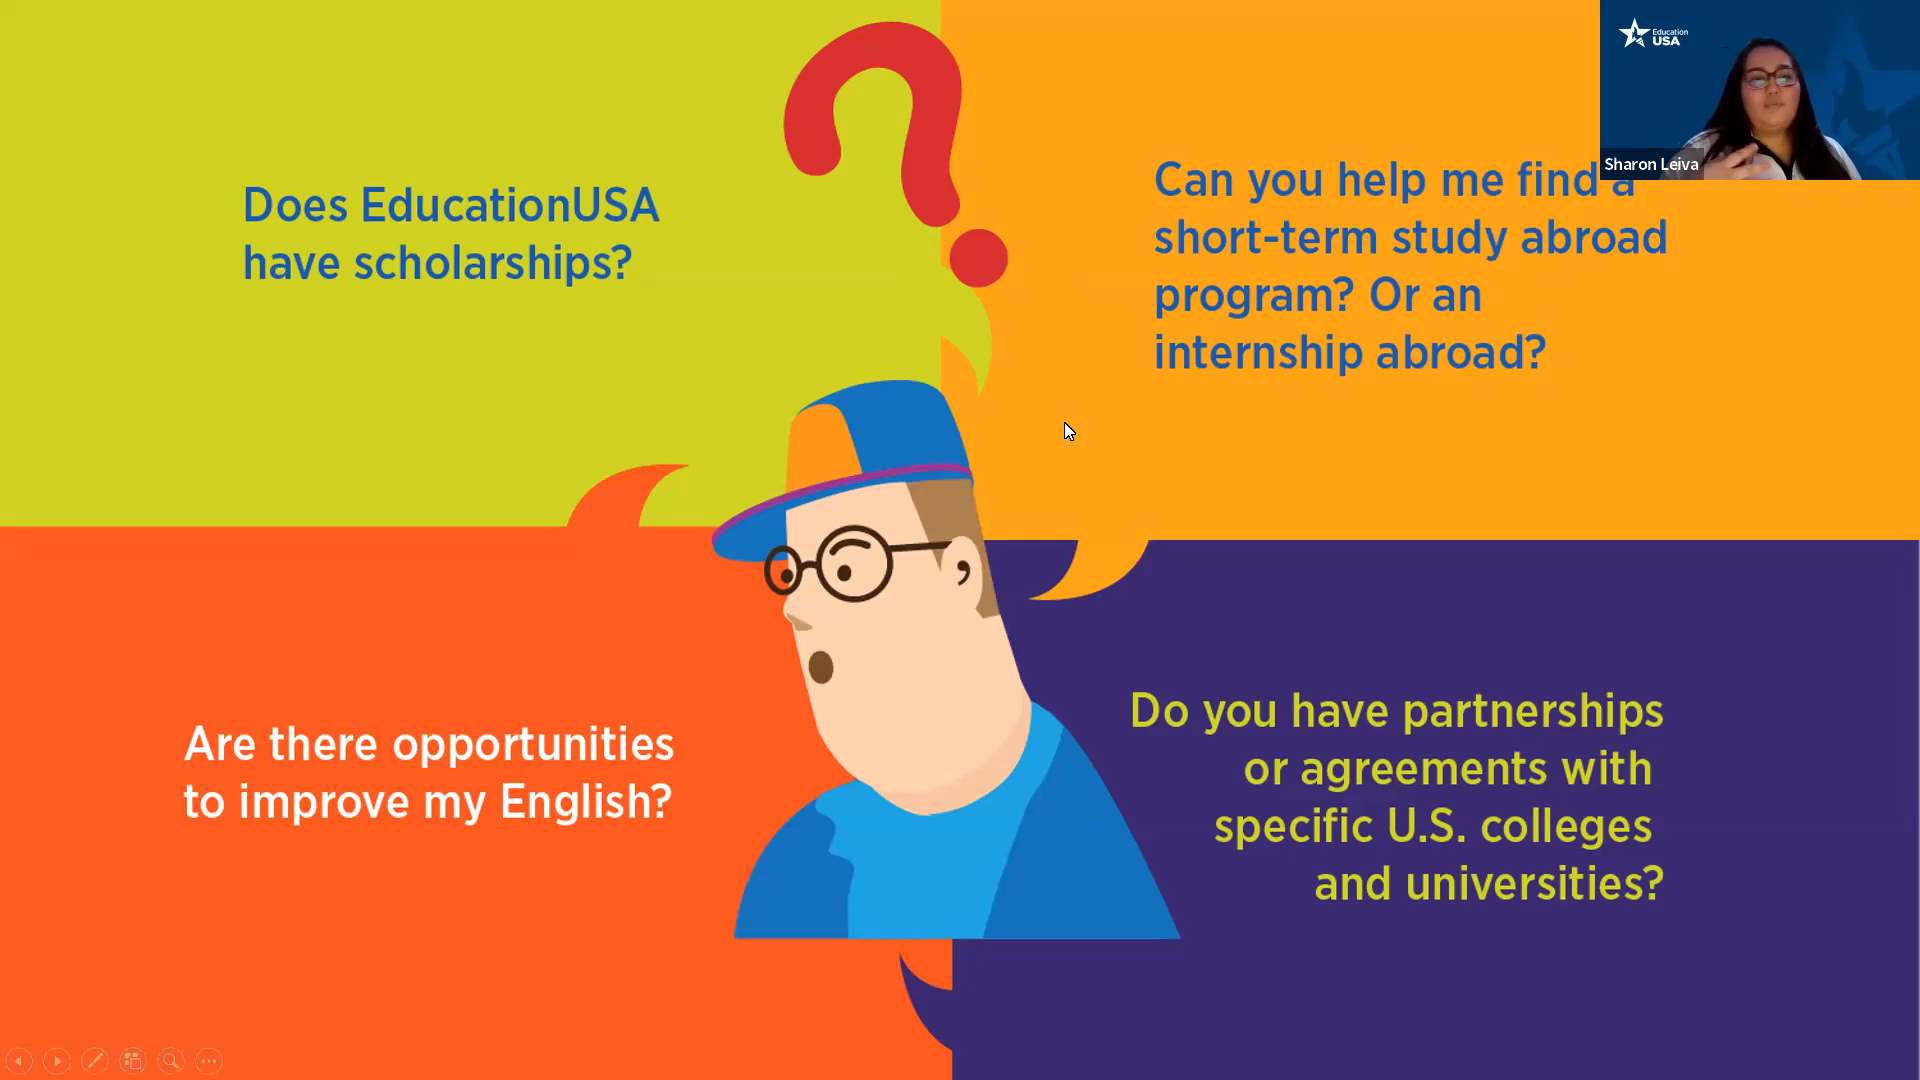 Does EducationUSA
have scholarships?
Can you help me find a
short-term study abroad
program? Or an
internship abroad?
Education
USA
Sharon Leiva
Are there opportunities
to improve my English?
Do you have partnerships
or agreements with
specific U.S. colleges
and universities?